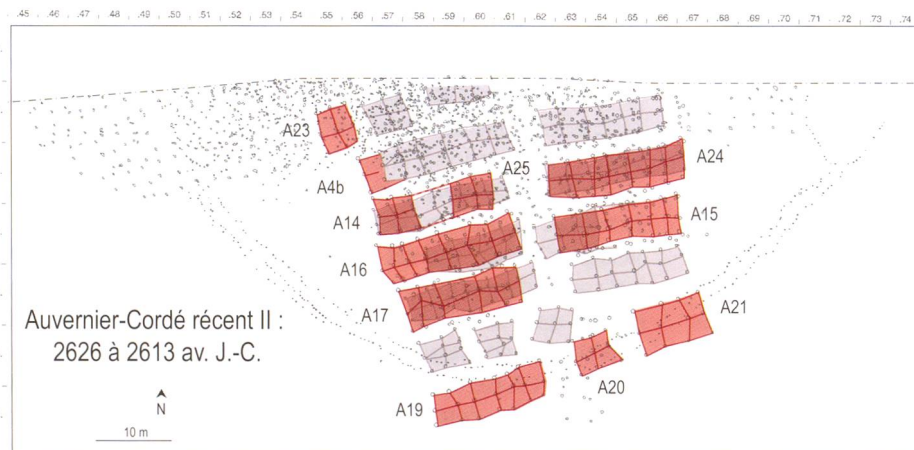 .45 .46 .47 .48 .49 .50 .51 .52 .53 .54 .55 .56 .57 .58 .59 .60 .61 .62 .63 .64 .65 .66 .67 .68 .69 .70 .71 .72 .73 .74
A23
A4b
A25
A24
A14
A15
A16
A17
A21
A20
A19
Auvernier-Cordé récent II :
2626 à 2613 av. J.-C.
N
10 m